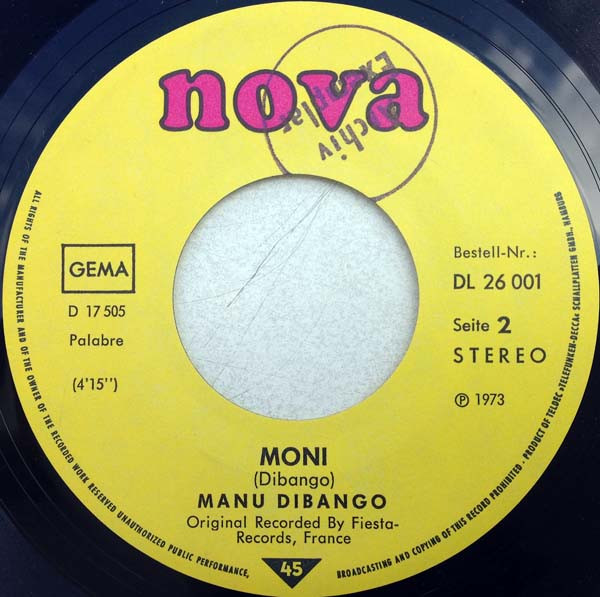 nova
Archiv
Exemplar
GEMA
D 17 505
Palabre
(4'15'')
Bestell-Nr.:
DL 26 001
Seite 2
STEREO
℗ 1973
MONI
(Dibango)
MANU DIBANGO
Original Recorded By Fiesta-
Records, France
45
ALL RIGHTS OF THE MANUFACTURER AND OF THE OWNER OF THE RECORDED WORK RESERVED UNAUTHORIZED PUBLIC PERFORMANCE,
BROADCASTING AND COPYING OF THIS RECORD PROHIBITED · PRODUCT OF TELDEC »TELEFUNKEN-DECCA« SCHALLPLATTEN GMBH., HAMBURG